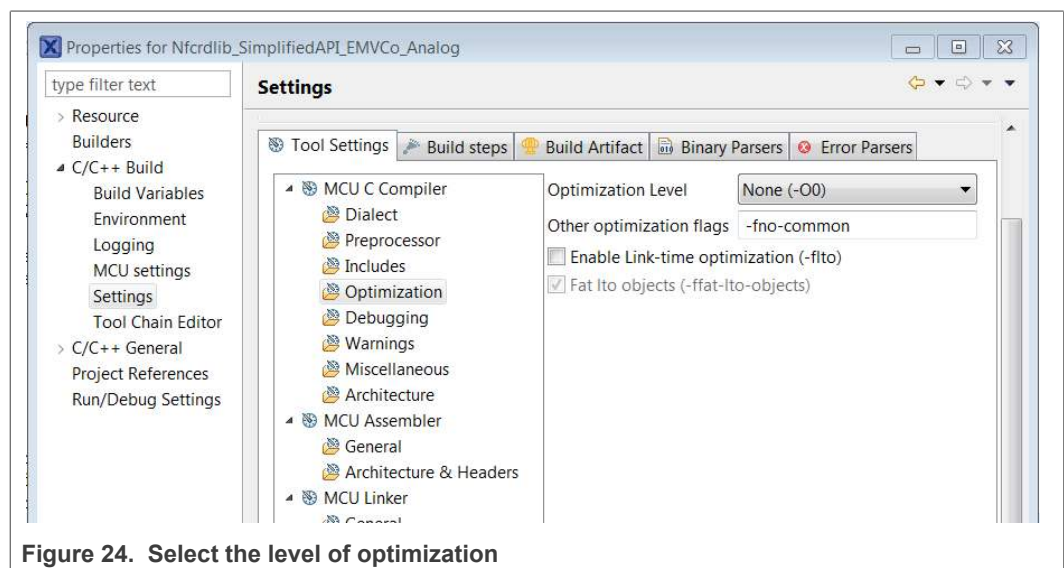 Properties for Nfcrdlib_SimplifiedAPI_EMVCo_Analog
type filter text
Resource
Builders
C/C++ Build
Build Variables
Environment
Logging
MCU settings
Settings
Tool Chain Editor
C/C++ General
Project References
Run/Debug Settings
Settings
Tool Settings Build steps Build Artifact Binary Parsers Error Parsers
MCU C Compiler
Dialect
Preprocessor
Includes
Optimization
Debugging
Warnings
Miscellaneous
Architecture
MCU Assembler
General
Architecture & Headers
MCU Linker
General
Optimization Level None (-O0)
Other optimization flags -fno-common
Enable Link-time optimization (-flto)
Fat lto objects (-ffat-lto-objects)
Figure 24. Select the level of optimization